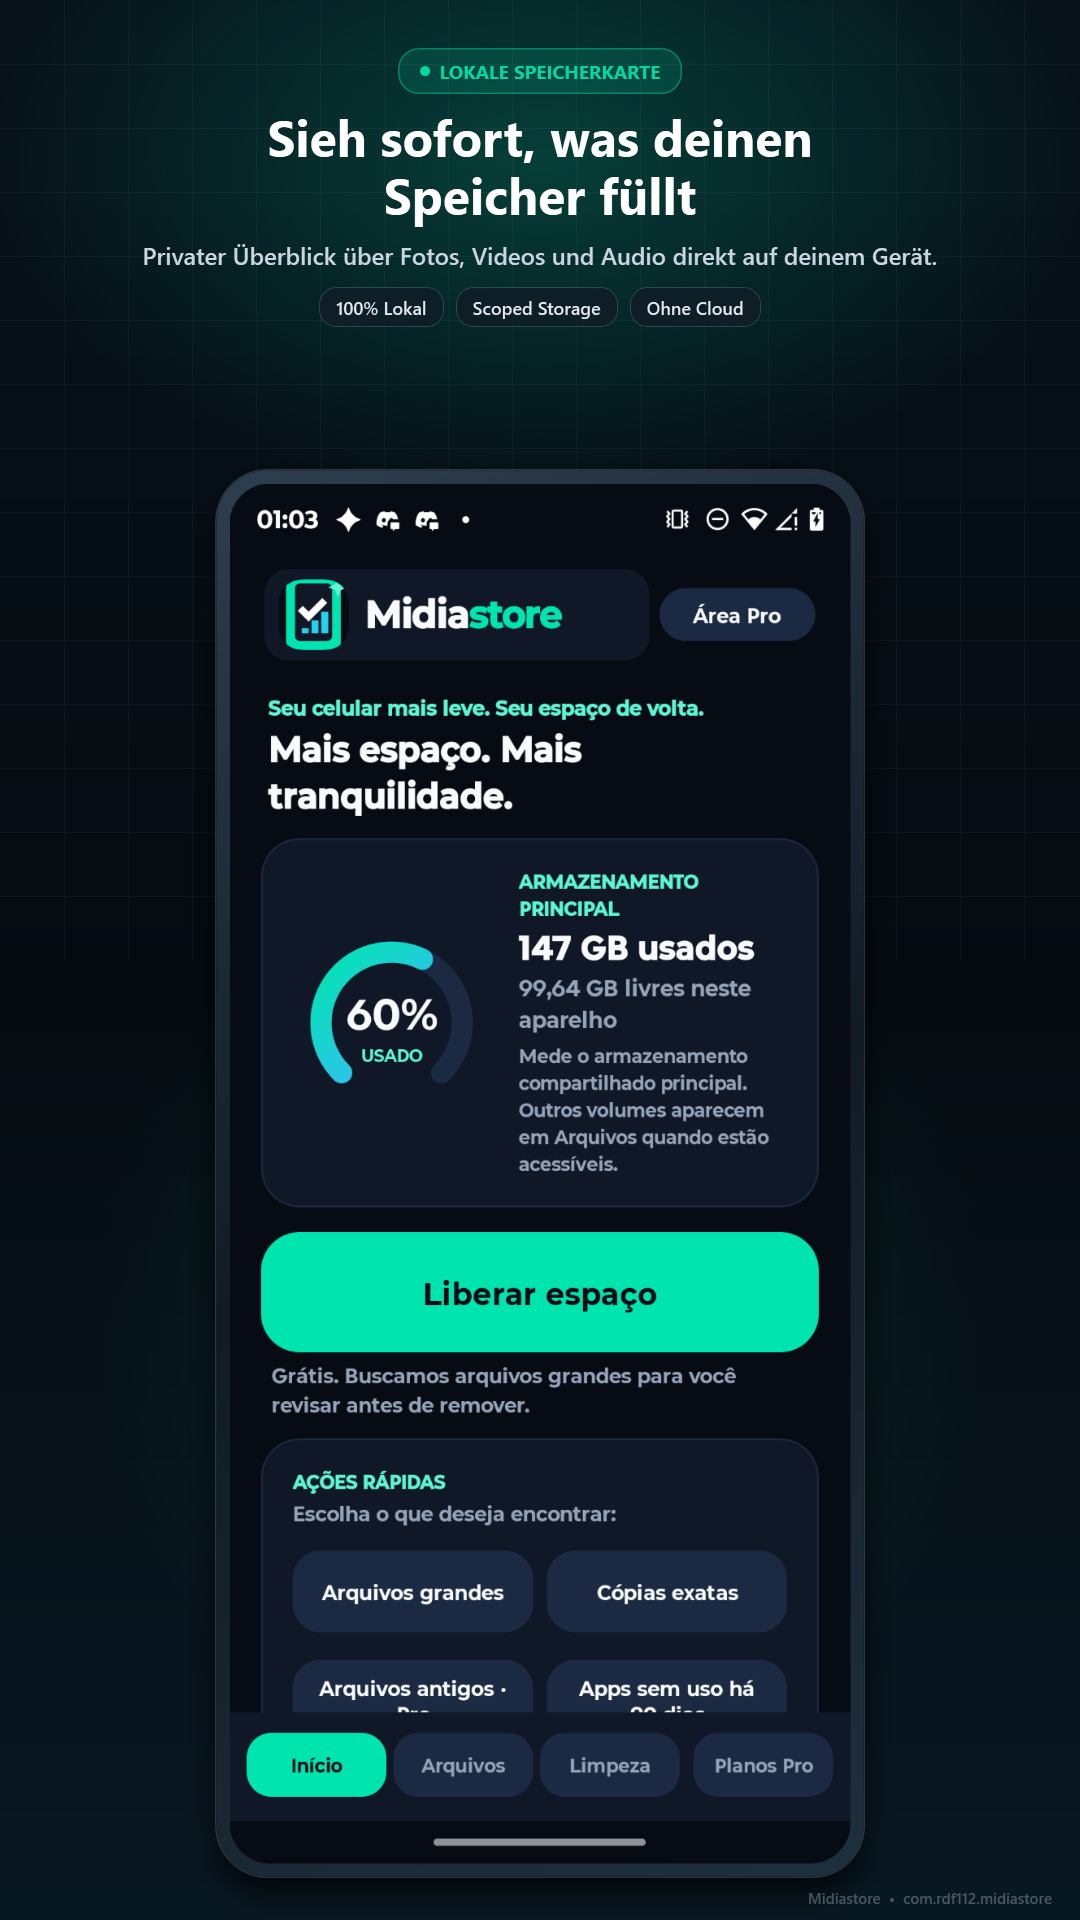 LOKALE SPEICHERKARTE
Sieh sofort, was deinen
Speicher füllt
Privater Überblick über Fotos, Videos und Audio direkt auf deinem Gerät.
100% Lokal
Scoped Storage
Ohne Cloud
01:03
Midiastore
Área Pro
Seu celular mais leve. Seu espaço de volta.
Mais espaço. Mais
tranquilidade.
60%
USADO
ARMAZENAMENTO
PRINCIPAL
147 GB usados
99,64 GB livres neste
aparelho
Mede o armazenamento
compartilhado principal.
Outros volumes aparecem
em Arquivos quando estão
acessíveis.
Liberar espaço
Grátis. Buscamos arquivos grandes para você
revisar antes de remover.
AÇÕES RÁPIDAS
Escolha o que deseja encontrar:
Arquivos grandes
Cópias exatas
Arquivos antigos ·
Apps sem uso há
Início
Arquivos
Limpeza
Planos Pro
Midiastore • com.rdf112.midiastore